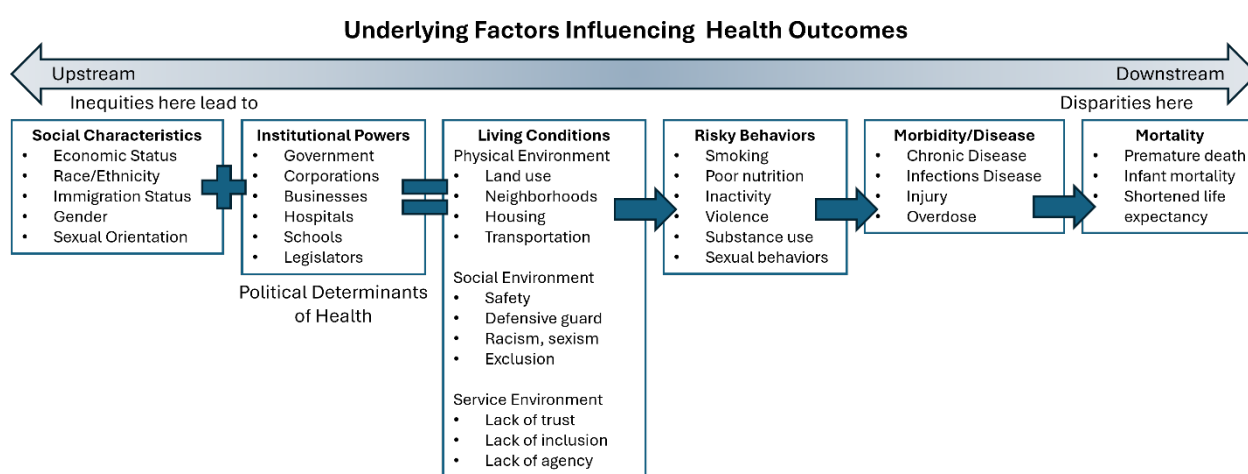 Underlying Factors Influencing Health Outcomes
Upstream
Downstream
Inequities here lead to
Disparities here
Social Characteristics
• Economic Status
• Race/Ethnicity
• Immigration Status
• Gender
• Sexual Orientation
Institutional Powers
• Government
• Corporations
• Businesses
• Hospitals
• Schools
• Legislators
Political Determinants
of Health
Living Conditions
Physical Environment
• Land use
• Neighborhoods
• Housing
• Transportation
Social Environment
• Safety
• Defensive guard
• Racism, sexism
• Exclusion
Service Environment
• Lack of trust
• Lack of inclusion
• Lack of agency
Risky Behaviors
• Smoking
• Poor nutrition
• Inactivity
• Violence
• Substance use
• Sexual behaviors
Morbidity/Disease
• Chronic Disease
• Infections Disease
• Injury
• Overdose
Mortality
• Premature death
• Infant mortality
• Shortened life
expectancy